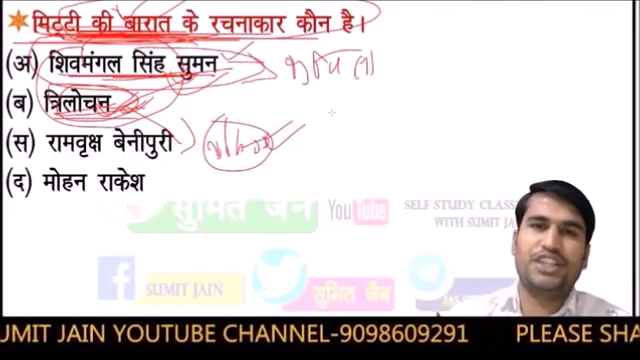 मिट्टी की बारात के रचनाकार कौन है।
(अ) शिवमंगल सिंह सुमन
(ब) त्रिलोचन
(स) रामवृक्ष बेनीपुरी
(द) मोहन राकेश
सुमित जैन
YouTube
SELF STUDY CLASS
WITH SUMIT JAIN
SUMIT JAIN
सुमित जैन
UMIT JAIN YOUTUBE CHANNEL-9098609291 PLEASE SHA